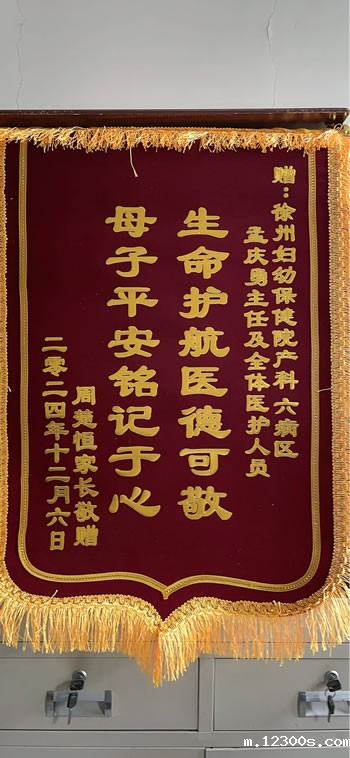 赠：徐州妇幼保健院产科六病区
孟庆勇主任及全体医护人员
生命护航医德可敬
母子平安铭记于心
周美恒家长敬赠
二零二四年十二月六日
m.12300s.com